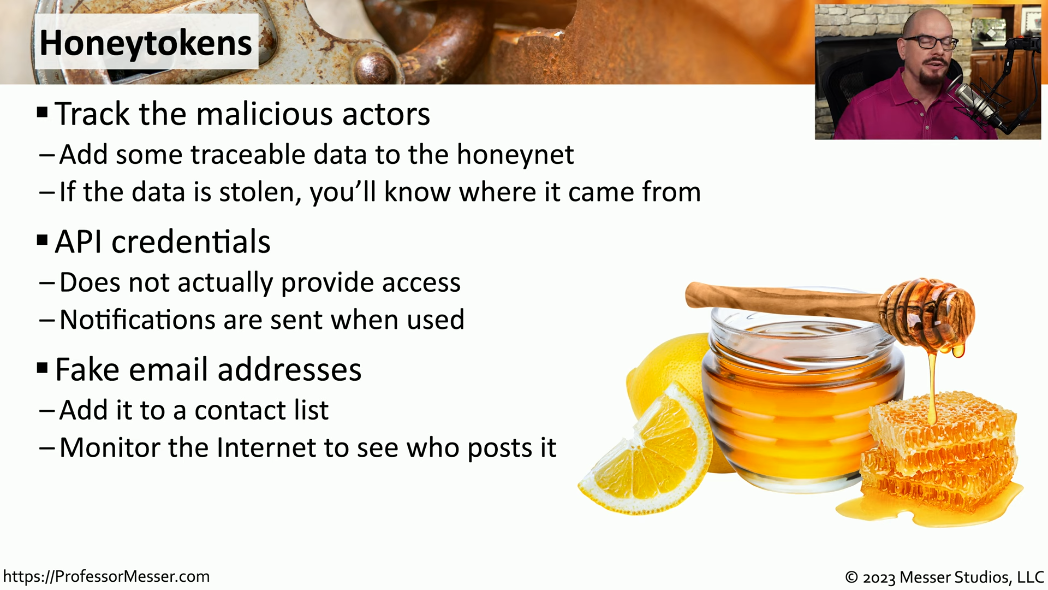 Honeytokens
▪ Track the malicious actors
– Add some traceable data to the honeynet
– If the data is stolen, you’ll know where it came from
▪ API credentials
– Does not actually provide access
– Notifications are sent when used
▪ Fake email addresses
– Add it to a contact list
– Monitor the Internet to see who posts it
https://ProfessorMesser.com
© 2023 Messer Studios, LLC